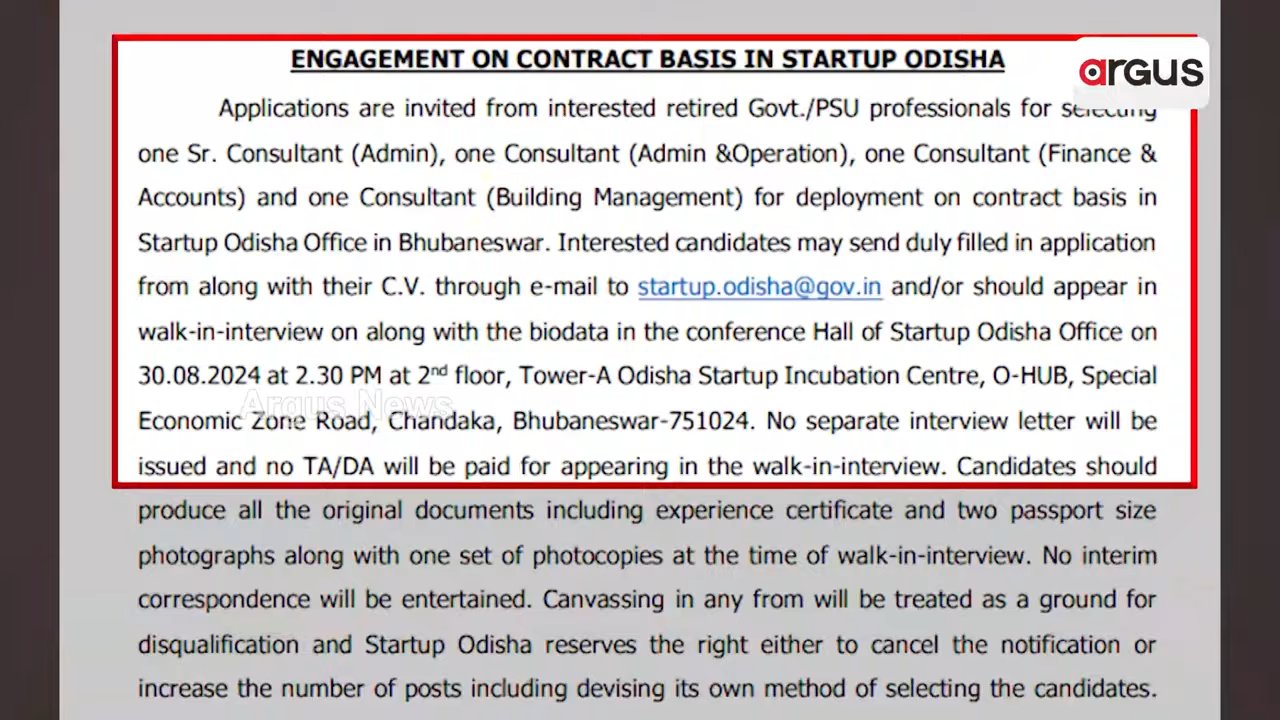 ENGAGEMENT ON CONTRACT BASIS IN STARTUP ODISHA
argus
Applications are invited from interested retired Govt./PSU professionals for selecting
one Sr. Consultant (Admin), one Consultant (Admin &Operation), one Consultant (Finance &
Accounts) and one Consultant (Building Management) for deployment on contract basis in
Startup Odisha Office in Bhubaneswar. Interested candidates may send duly filled in application
from along with their C.V. through e-mail to startup.odisha@gov.in and/or should appear in
walk-in-interview on along with the biodata in the conference Hall of Startup Odisha Office on
30.08.2024 at 2.30 PM at 2nd floor, Tower-A Odisha Startup Incubation Centre, O-HUB, Special
Argus News
Economic Zone Road, Chandaka, Bhubaneswar-751024. No separate interview letter will be
issued and no TA/DA will be paid for appearing in the walk-in-interview. Candidates should
produce all the original documents including experience certificate and two passport size
photographs along with one set of photocopies at the time of walk-in-interview. No interim
correspondence will be entertained. Canvassing in any from will be treated as a ground for
disqualification and Startup Odisha reserves the right either to cancel the notification or
increase the number of posts including devising its own method of selecting the candidates.